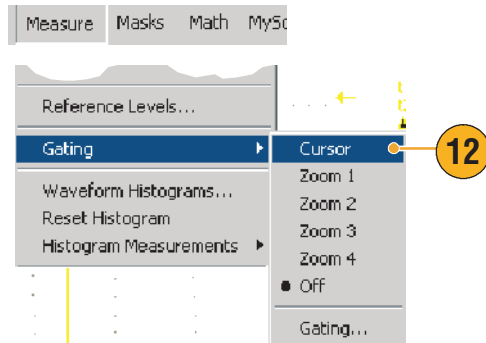 Measure Masks Math MySc
Reference Levels...
Gating
Waveform Histograms...
Reset Histogram
Histogram Measurements
Cursor
Zoom 1
Zoom 2
Zoom 3
Zoom 4
Off
Gating...
12